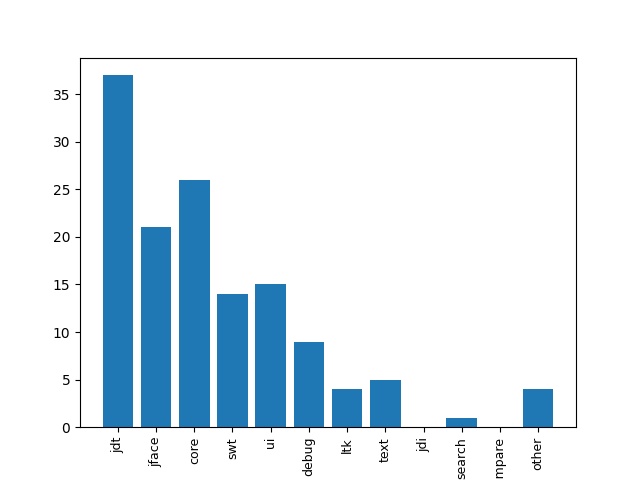 35
30
25
20
15
10
5
0
jdt
jface
core
swt
ui
debug
ltk
text
jdi
search
mpare
other